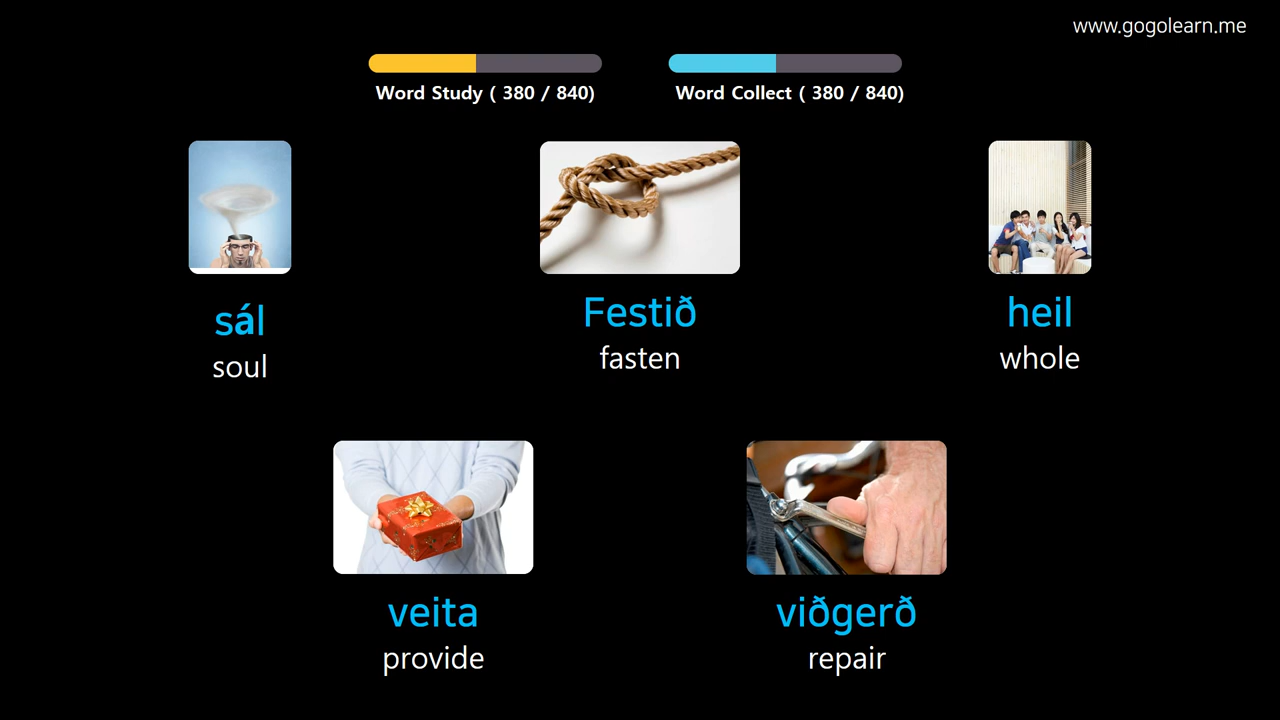 www.gogolearn.me
Word Study ( 380 / 840)
Word Collect ( 380 / 840)
sál
soul
Festið
fasten
heil
whole
veita
provide
viðgerð
repair